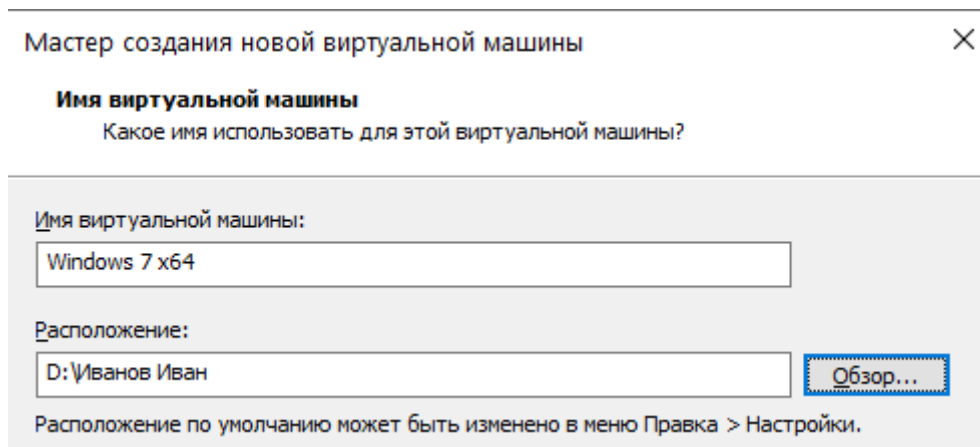 Мастер создания новой виртуальной машины
Имя виртуальной машины
Какое имя использовать для этой виртуальной машины?
Имя виртуальной машины:
Windows 7 x64
Расположение:
D:\Иванов Иван
Обзор...
Расположение по умолчанию может быть изменено в меню Правка > Настройки.